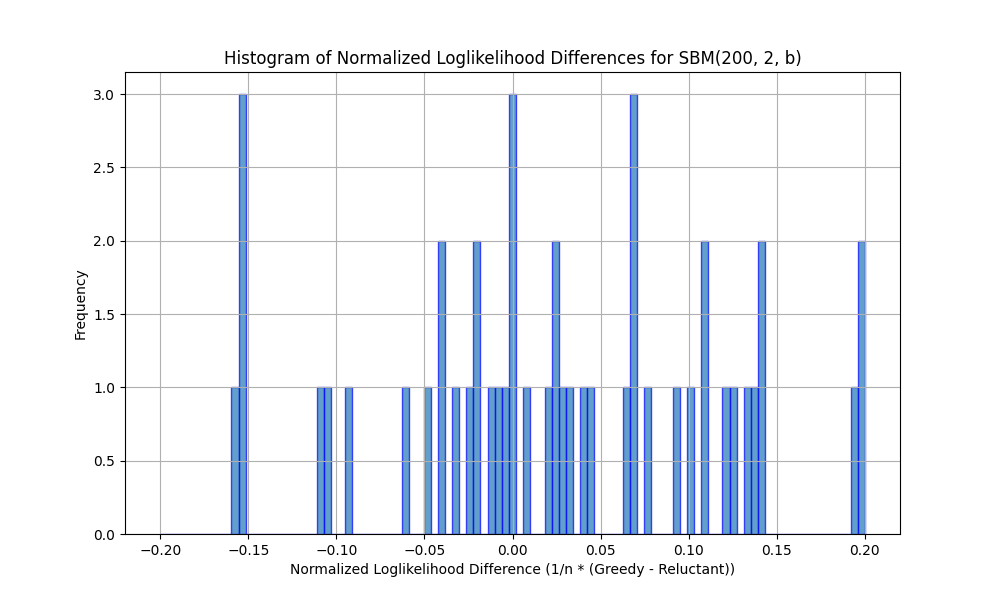 Histogram of Normalized Loglikelihood Differences for SBM(200, 2, b)
Frequency
3.0
2.5
2.0
1.5
1.0
0.5
0.0
−0.20 −0.15 −0.10 −0.05 0.00 0.05 0.10 0.15 0.20
Normalized Loglikelihood Difference (1/n * (Greedy - Reluctant))